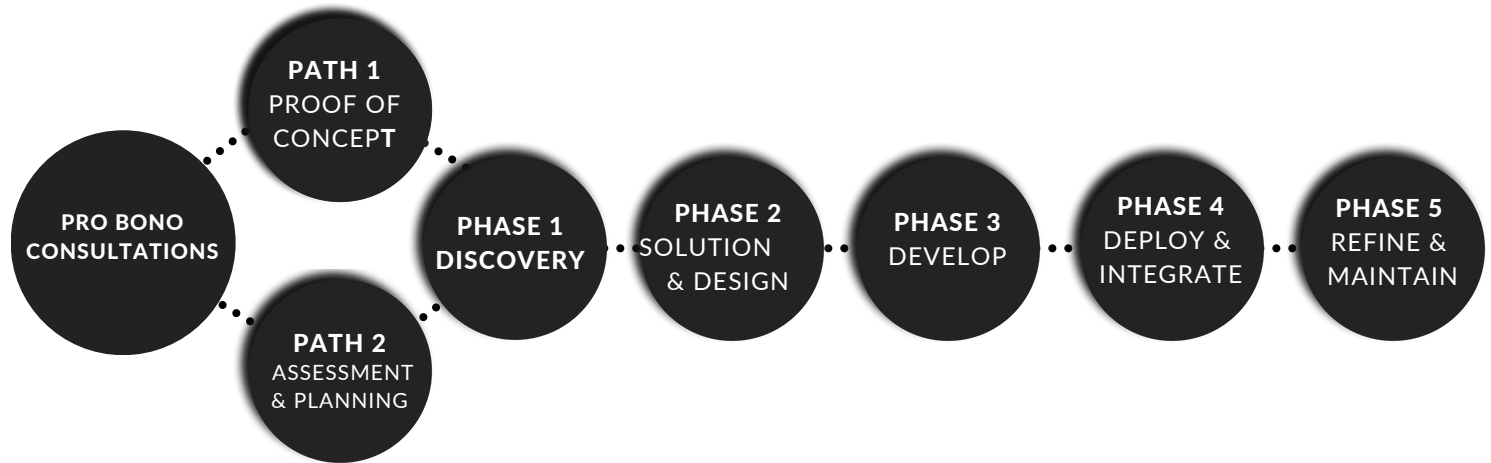 PRO BONO
CONSULTATIONS
PATH 1
PROOF OF
CONCEPT
PATH 2
ASSESSMENT
& PLANNING
PHASE 1
DISCOVERY
PHASE 2
SOLUTION
& DESIGN
PHASE 3
DEVELOP
PHASE 4
DEPLOY &
INTEGRATE
PHASE 5
REFINE &
MAINTAIN